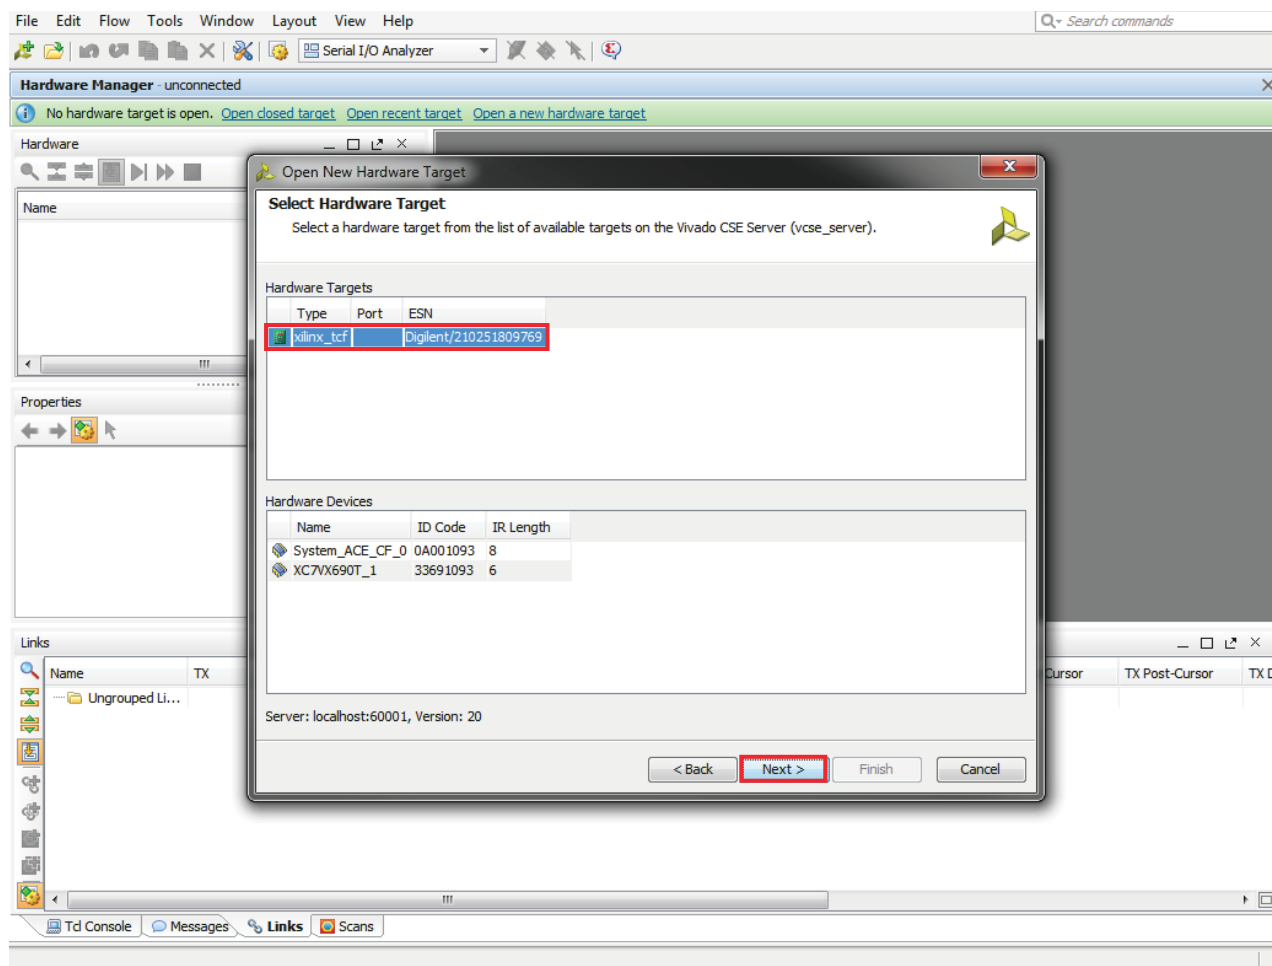 File Edit Flow Tools Window Layout View Help
Search commands
Serial I/O Analyzer
Hardware Manager - unconnected
No hardware target is open. Open closed target Open recent target Open a new hardware target
Hardware
Name
Properties
Open New Hardware Target
Select Hardware Target
Select a hardware target from the list of available targets on the Vivado CSE Server (vcse_server).
Hardware Targets
Type Port ESN
xilinx_tcf Digilent/210251809769
Hardware Devices
Name ID Code IR Length
System_ACE_CF_0 0A001093 8
XC7VX690T_1 33691093 6
Server: localhost:60001, Version: 20
< Back Next > Finish Cancel
Links
Name TX Cursor TX Post-Cursor TX
Ungrouped Li...
Tcl Console Messages Links Scans